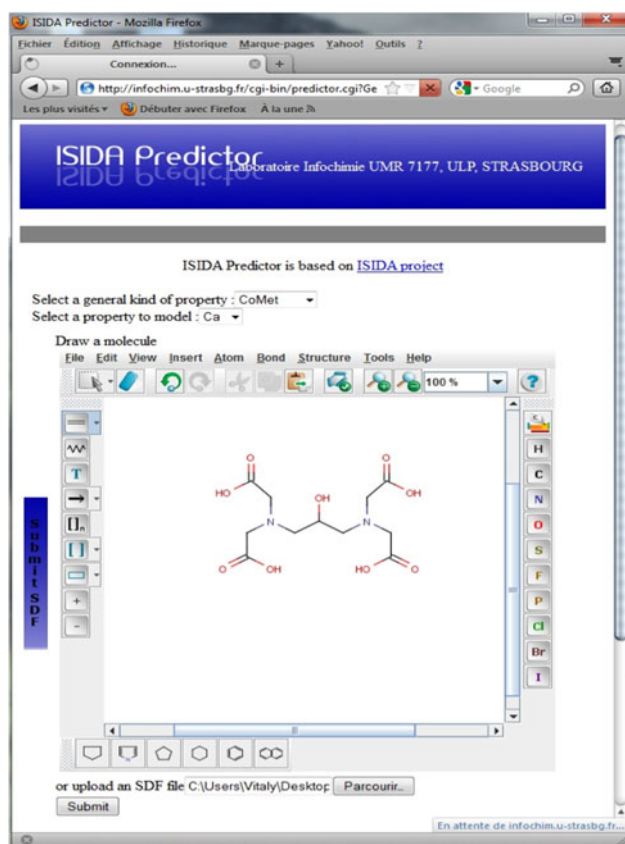 ISIDA Predictor - Mozilla Firefox
Fichier Édition Affichage Historique Marque-pages Yahoo! Outils ?
Connexion...
http://infochim.u-strasbg.fr/cgi-bin/predictor.cgi?Ge
Google
Les plus visités
Débuter avec Firefox
À la une
ISIDA Predictor
Laboratoire Infochimie UMR 7177, ULP, STRASBOURG
ISIDA Predictor is based on ISIDA project
Select a general kind of property : CoMet
Select a property to model : Ca
Draw a molecule
File Edit View Insert Atom Bond Structure Tools Help
100 %
?
T
[]n
[ ]
+
-
Submit SDF
O
HO
OH
O
OH
N
N
O
OH
HO
O
H
C
N
O
S
F
P
Cl
Br
I
or upload an SDF file C:\Users\Vitaly\Desktop Parcourir...
Submit
En attente de infochim.u-strasbg.fr...